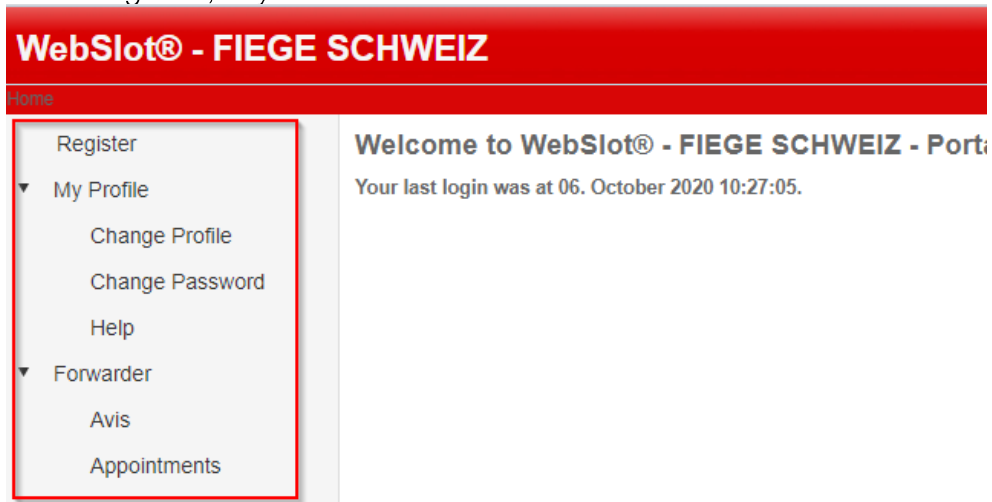 WebSlot® - FIEGE SCHWEIZ
Home
Register
My Profile
Change Profile
Change Password
Help
Forwarder
Avis
Appointments
Welcome to WebSlot® - FIEGE SCHWEIZ - Porta
Your last login was at 06. October 2020 10:27:05.